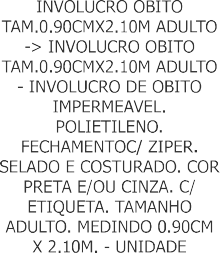 INVOLUCRO OBITO
TAM.0.90CMX2.10M ADULTO
-> INVOLUCRO OBITO
TAM.0.90CMX2.10M ADULTO
- INVOLUCRO DE OBITO
IMPERMEAVEL.
POLIETILENO.
FECHAMENTOC/ ZIPER.
SELADO E COSTURADO. COR
PRETA E/OU CINZA. C/
ETIQUETA. TAMANHO
ADULTO. MEDINDO 0.90CM
X 2.10M. - UNIDADE